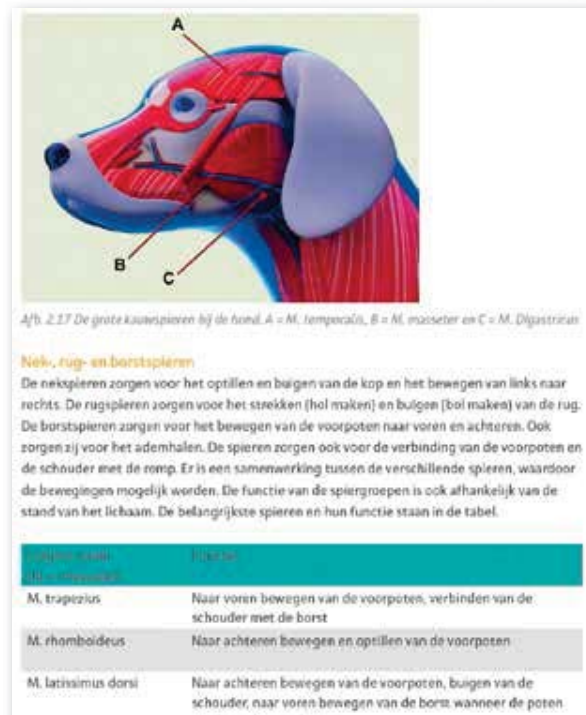 A
B
C
Afb. 2.17 De grote kauwspieren bij de hond. A = M. temporalis, B = M. masseter en C = M. Digastricus
Nek-, rug- en borstspieren
De nekspieren zorgen voor het optillen en buigen van de kop en het bewegen van links naar
rechts. De rugspieren zorgen voor het strekken (hol maken) en buigen (bol maken) van de rug.
De borstspieren zorgen voor het bewegen van de voorpoten naar voren en achteren. Ook
zorgen zij voor het ademhalen. De spieren zorgen ook voor de verbinding van de voorpoten en
de schouder met de romp. Er is een samenwerking tussen de verschillende spieren, waardoor
de bewegingen mogelijk worden. De functie van de spiergroepen is ook afhankelijk van de
stand van het lichaam. De belangrijkste spieren en hun functie staan in de tabel.
Functie
M. trapezius Naar voren bewegen van de voorpoten, verbinden van de
schouder met de borst
M. rhomboideus Naar achteren bewegen en optillen van de voorpoten
M. latissimus dorsi Naar achteren bewegen van de voorpoten, buigen van de
schouder, naar voren bewegen van de borst wanneer de poten